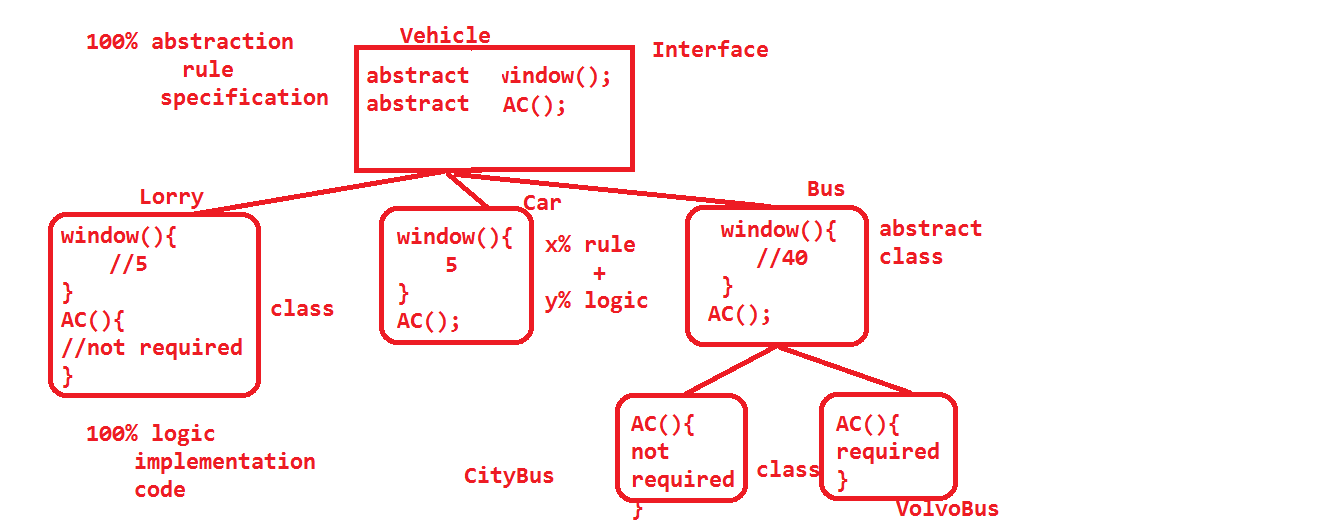 100% abstraction
rule
specification
Vehicle
Interface
abstract window();
abstract AC();
Lorry
window(){
//5
}
AC(){
//not required
}
class
100% logic
implementation
code
Car
window(){
5
}
AC();
x% rule
+
y% logic
Bus
window(){
//40
}
AC();
abstract
class
CityBus
AC(){
not
required
}
class
AC(){
required
}
VolvoBus